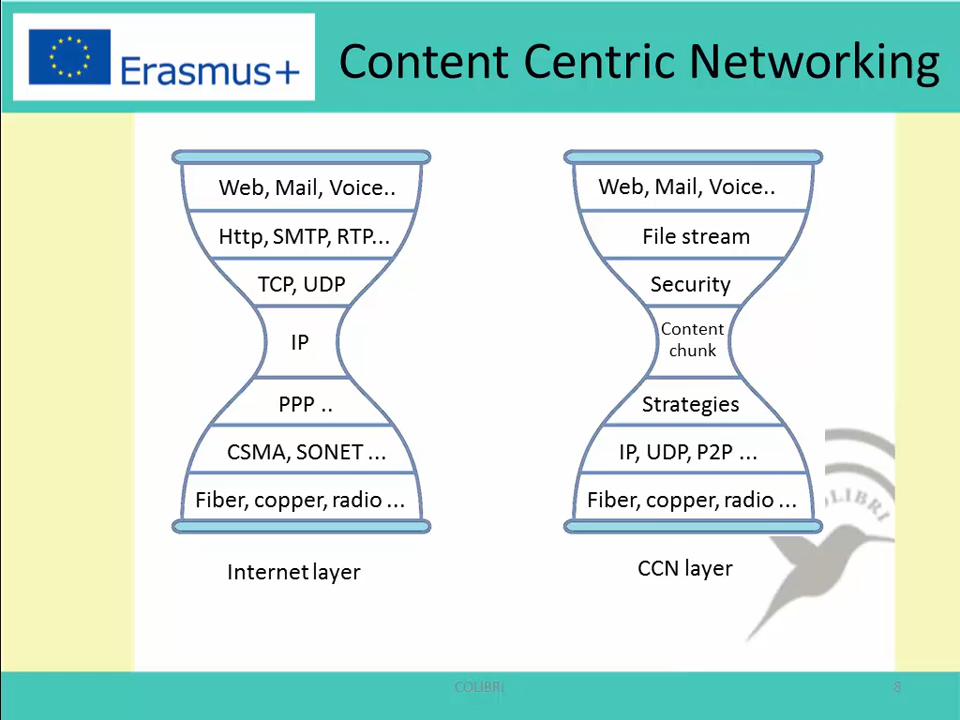 Erasmus+
Content Centric Networking
Web, Mail, Voice..
Http, SMTP, RTP...
TCP, UDP
IP
PPP ..
CSMA, SONET ...
Fiber, copper, radio ...
Internet layer
Web, Mail, Voice..
File stream
Security
Content
chunk
Strategies
IP, UDP, P2P ...
Fiber, copper, radio ...
CCN layer
COLIBRI
COLIBRI
8